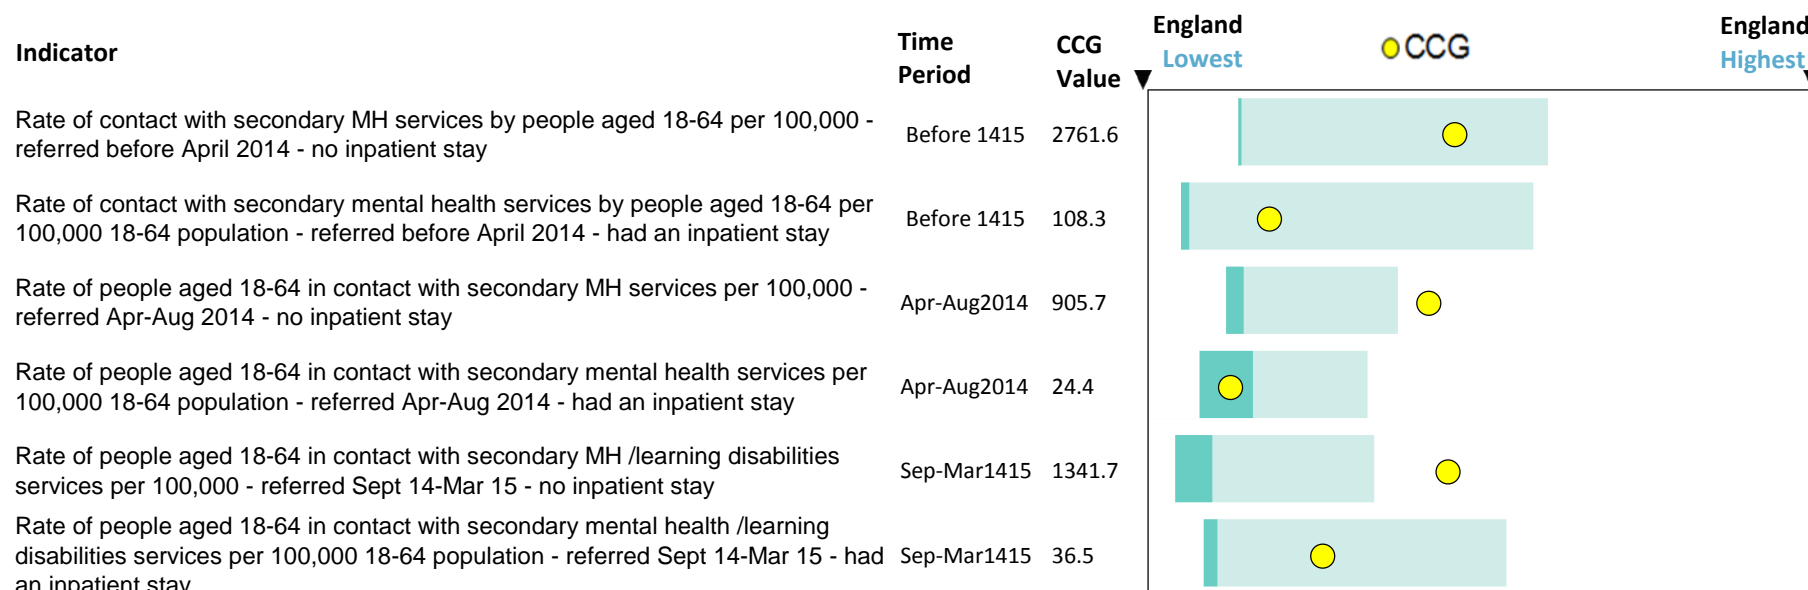 Indicator
Time
Period
CCG
Value
England
Lowest
CCG
England
Highest
Rate of contact with secondary MH services by people aged 18-64 per 100,000 -
referred before April 2014 - no inpatient stay
Before 1415 2761.6
Rate of contact with secondary mental health services by people aged 18-64 per
100,000 18-64 population - referred before April 2014 - had an inpatient stay
Before 1415 108.3
Rate of people aged 18-64 in contact with secondary MH services per 100,000 -
referred Apr-Aug 2014 - no inpatient stay
Apr-Aug2014 905.7
Rate of people aged 18-64 in contact with secondary mental health services per
100,000 18-64 population - referred Apr-Aug 2014 - had an inpatient stay
Apr-Aug2014 24.4
Rate of people aged 18-64 in contact with secondary MH /learning disabilities
services per 100,000 - referred Sept 14-Mar 15 - no inpatient stay
Sep-Mar1415 1341.7
Rate of people aged 18-64 in contact with secondary mental health /learning
disabilities services per 100,000 18-64 population - referred Sept 14-Mar 15 - had
an inpatient stay
Sep-Mar1415 36.5